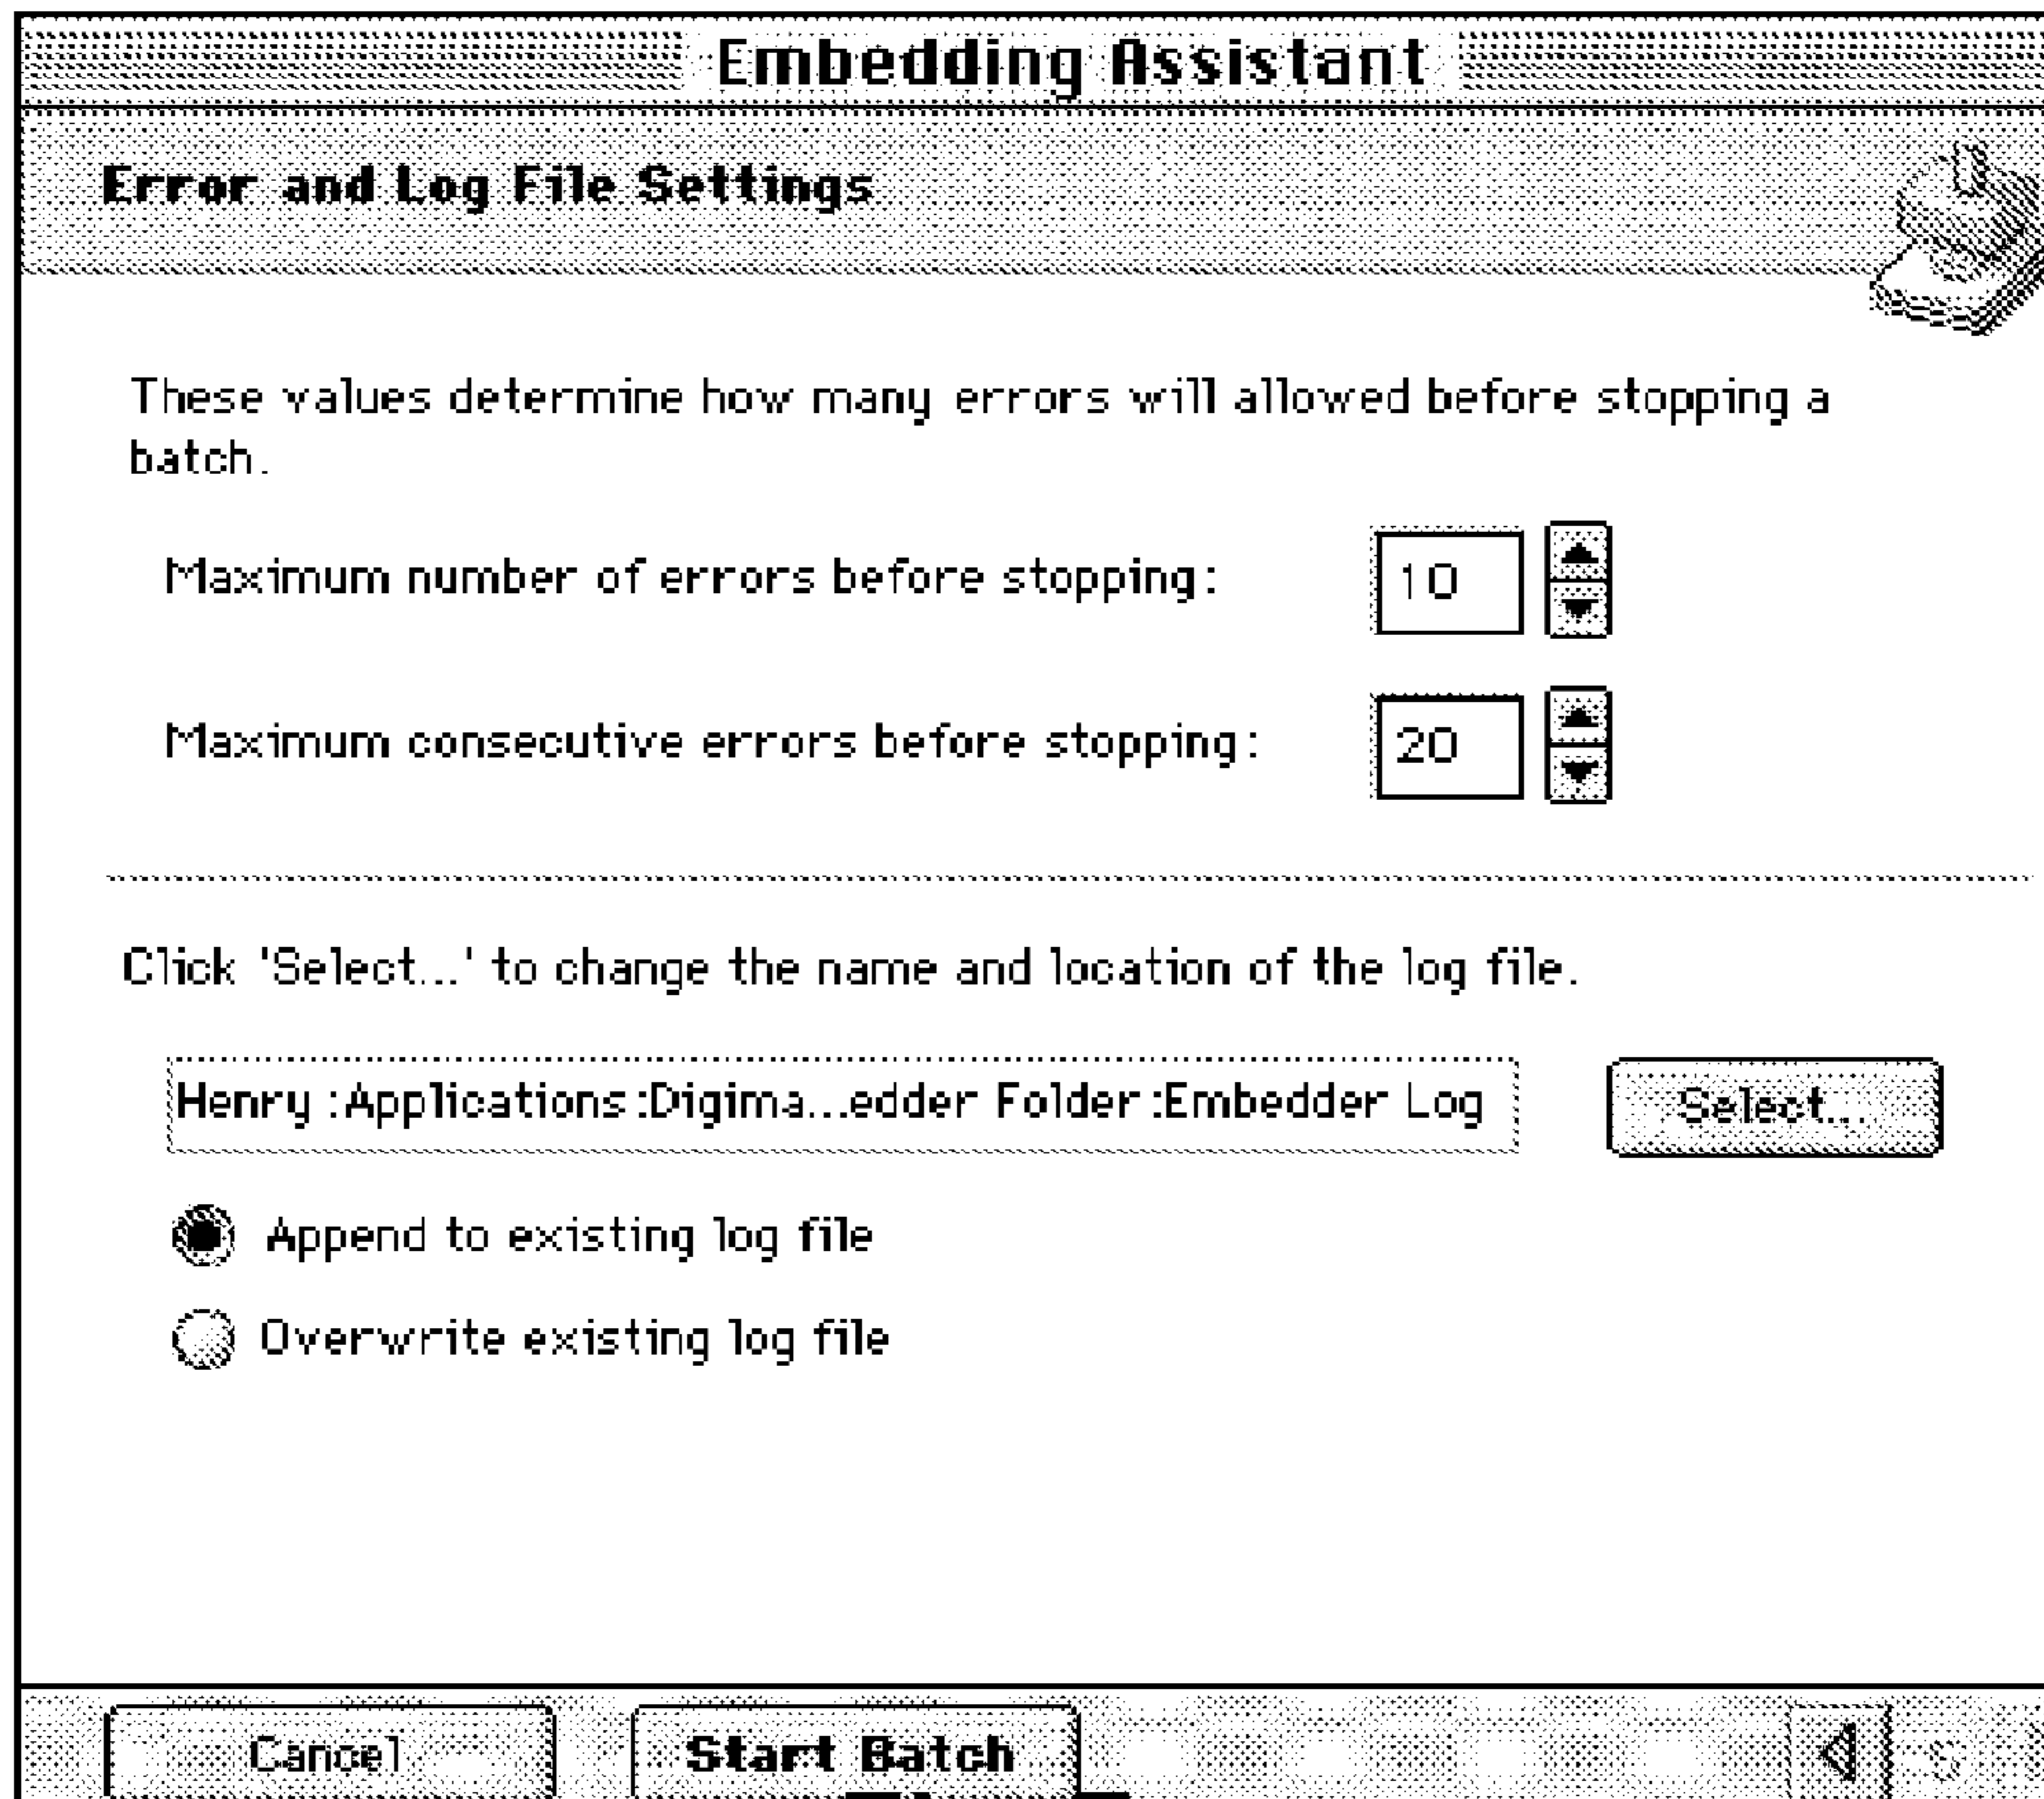 Embedding Assistant
Error and Log File Settings
These values determine how many errors will allowed before stopping a
batch.
Maximum number of errors before stopping: 10
Maximum consecutive errors before stopping: 20
Click 'Select...' to change the name and location of the log file.
Henry:Applications:Digima...edder Folder:Embedder Log Select...
Append to existing log file
Overwrite existing log file
Cancel Start Batch